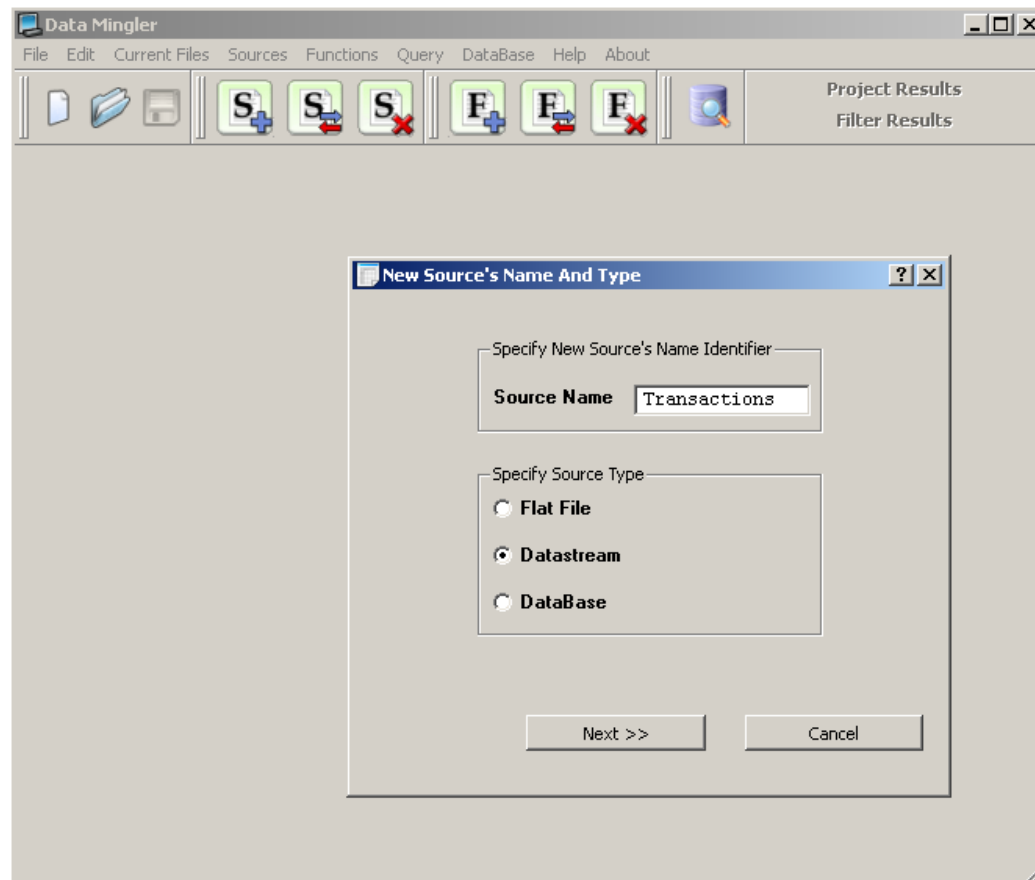 Data Mingler
File Edit Current Files Sources Functions Query DataBase Help About
S S S F F F
Project Results
Filter Results
New Source's Name And Type
Specify New Source's Name Identifier
Source Name Transactions
Specify Source Type
Flat File
Datastream
DataBase
Next >> Cancel